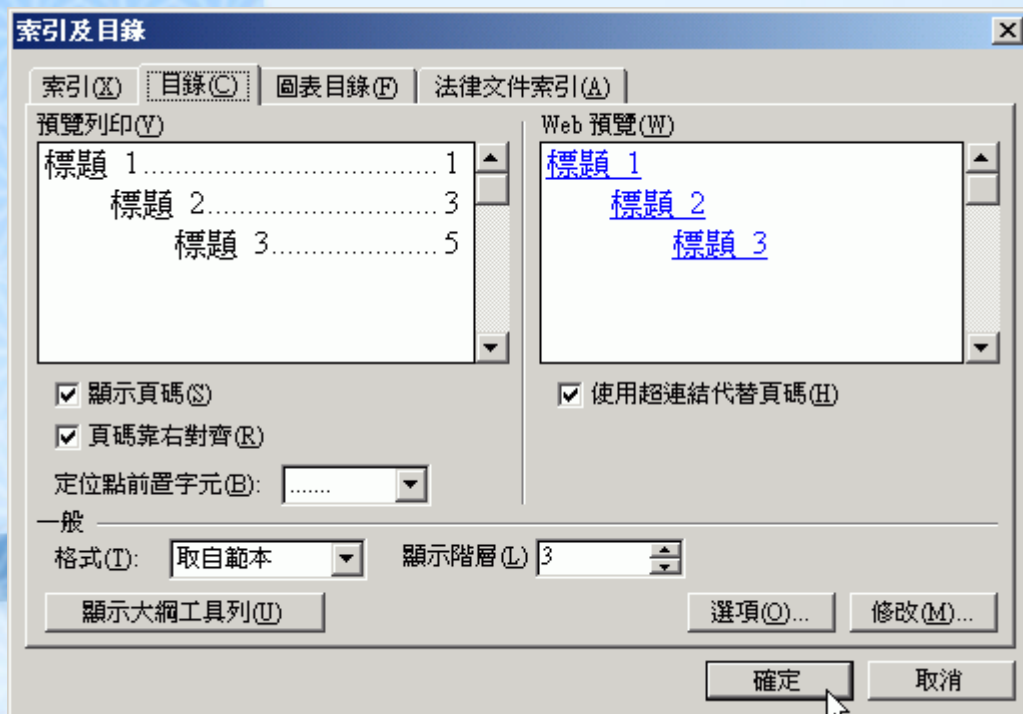 索引及目錄
索引(X) 目錄(C) 圖表目錄(F) 法律文件索引(A)
預覽列印(V)
標題 1.....................................1
標題 2.............................3
標題 3.....................5
Web 預覽(W)
標題 1
標題 2
標題 3
顯示頁碼(S)
頁碼靠右對齊(R)
定位點前置字元(B): .......
使用超連結代替頁碼(H)
一般
格式(T): 取自範本 顯示階層(L) 3
顯示大綱工具列(U) 選項(O)... 修改(M)...
確定 取消